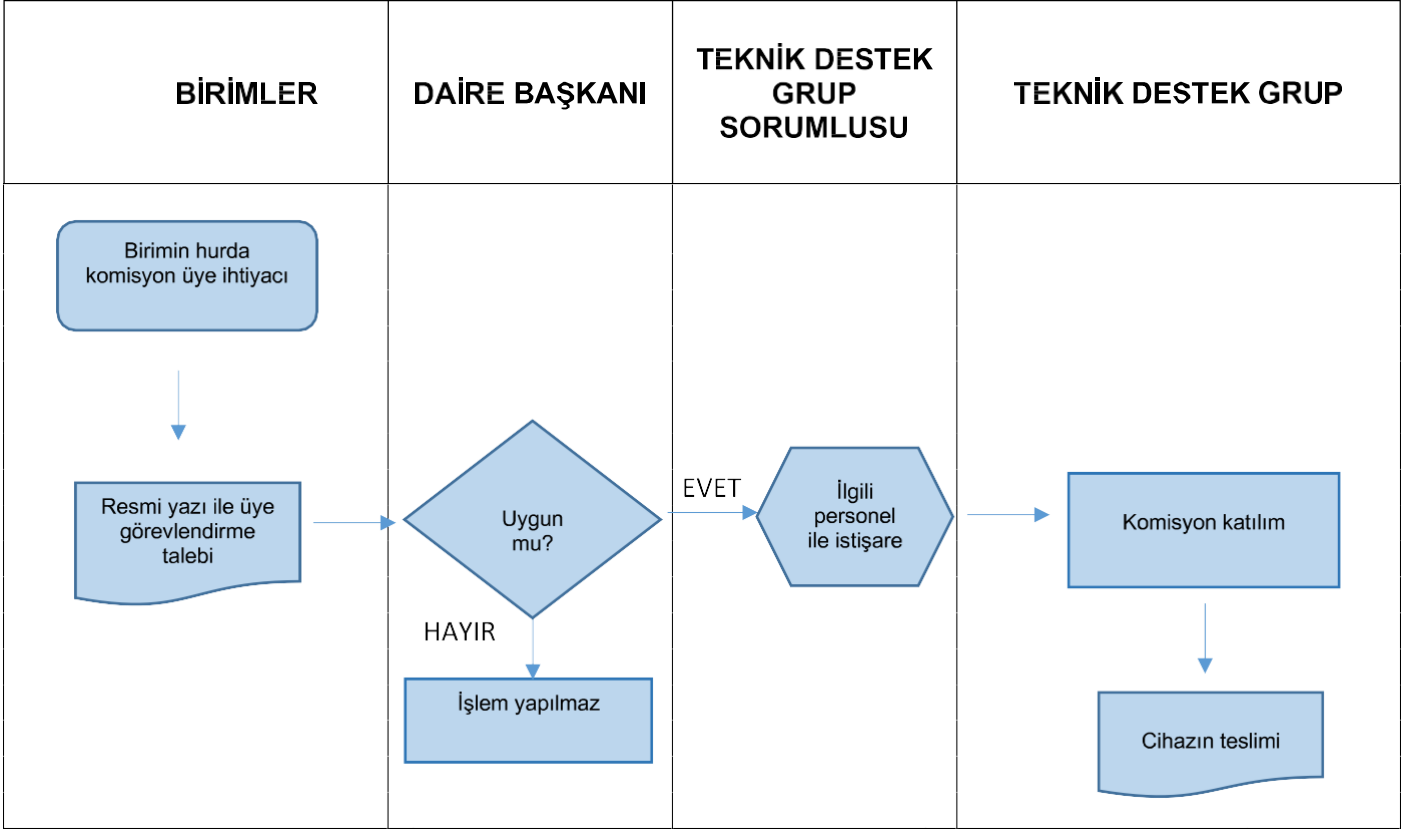 BİRİMLER
DAİRE BAŞKANI
TEKNİK DESTEK
GRUP
SORUMLUSU
TEKNİK DESTEK GRUP
Birimin hurda
komisyon üye ihtiyacı
Resmi yazı ile üye
görevlendirme
talebi
Uygun
mu?
EVET
HAYIR
İşlem yapılmaz
İlgili
personel
ile istişare
Komisyon katılım
Cihazın teslimi